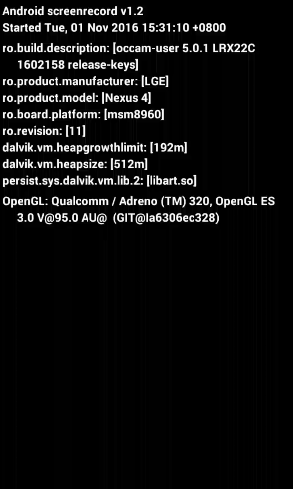 Android screenrecord v1.2
Started Tue, 01 Nov 2016 15:31:10 +0800
ro.build.description: [occam-user 5.0.1 LRX22C
1602158 release-keys]
ro.product.manufacturer: [LGE]
ro.product.model: [Nexus 4]
ro.board.platform: [msm8960]
ro.revision: [11]
dalvik.vm.heapgrowthlimit: [192m]
dalvik.vm.heapsize: [512m]
persist.sys.dalvik.vm.lib.2: [libart.so]
OpenGL: Qualcomm / Adreno (TM) 320, OpenGL ES
3.0 V@95.0 AU@  (GIT@Ia6306ec328)